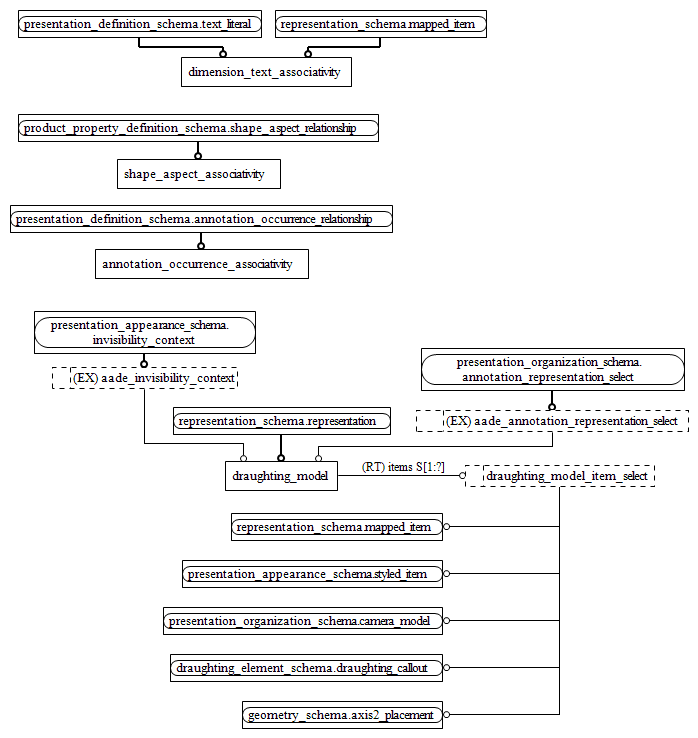 presentation_definition_schema.text_literal
representation_schema.mapped_item
dimension_text_associativity
product_property_definition_schema.shape_aspect_relationship
shape_aspect_associativity
presentation_definition_schema.annotation_occurrence_relationship
annotation_occurrence_associativity
presentation_appearance_schema.
invisibility_context
presentation_organization_schema.
annotation_representation_select
(EX) aade_invisibility_context
representation_schema.representation
(EX) aade_annotation_representation_select
draughting_model
(RT) items S[1:?]
draughting_model_item_select
representation_schema.mapped_item
presentation_appearance_schema.styled_item
presentation_organization_schema.camera_model
draughting_element_schema.draughting_callout
geometry_schema.axis2_placement